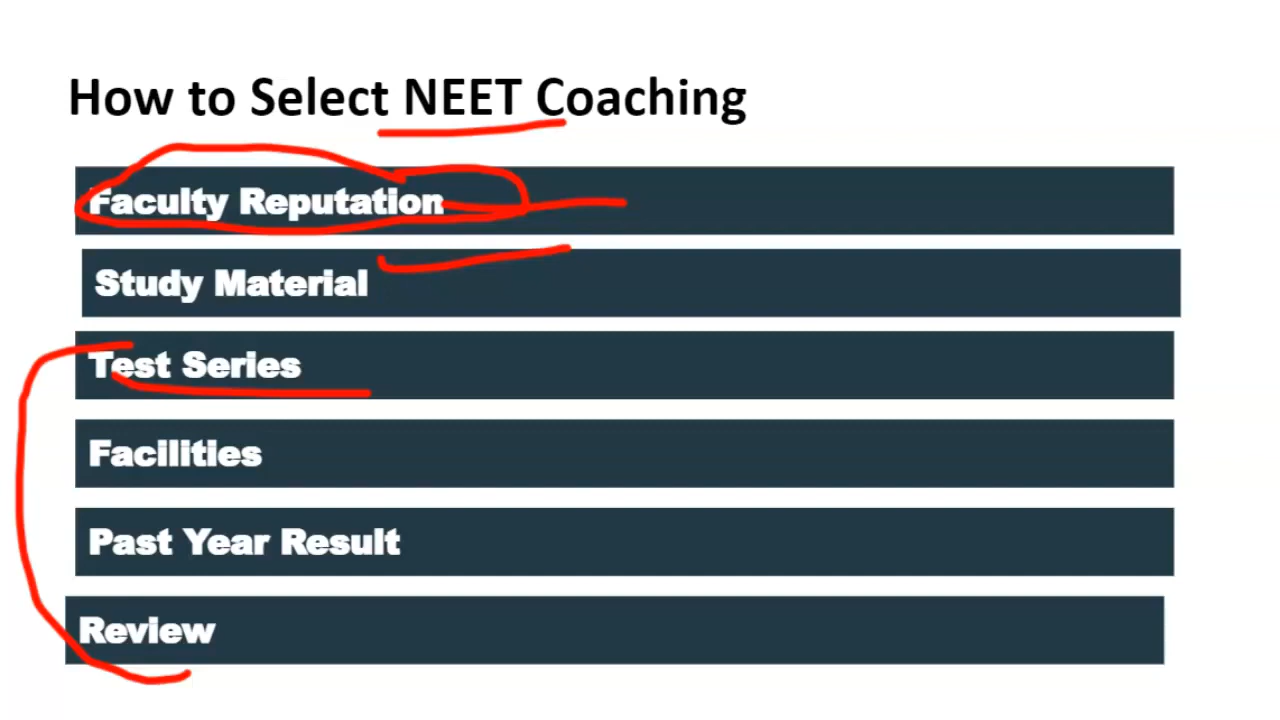 How to Select NEET Coaching
Faculty Reputation
Study Material
Test Series
Facilities
Past Year Result
Review